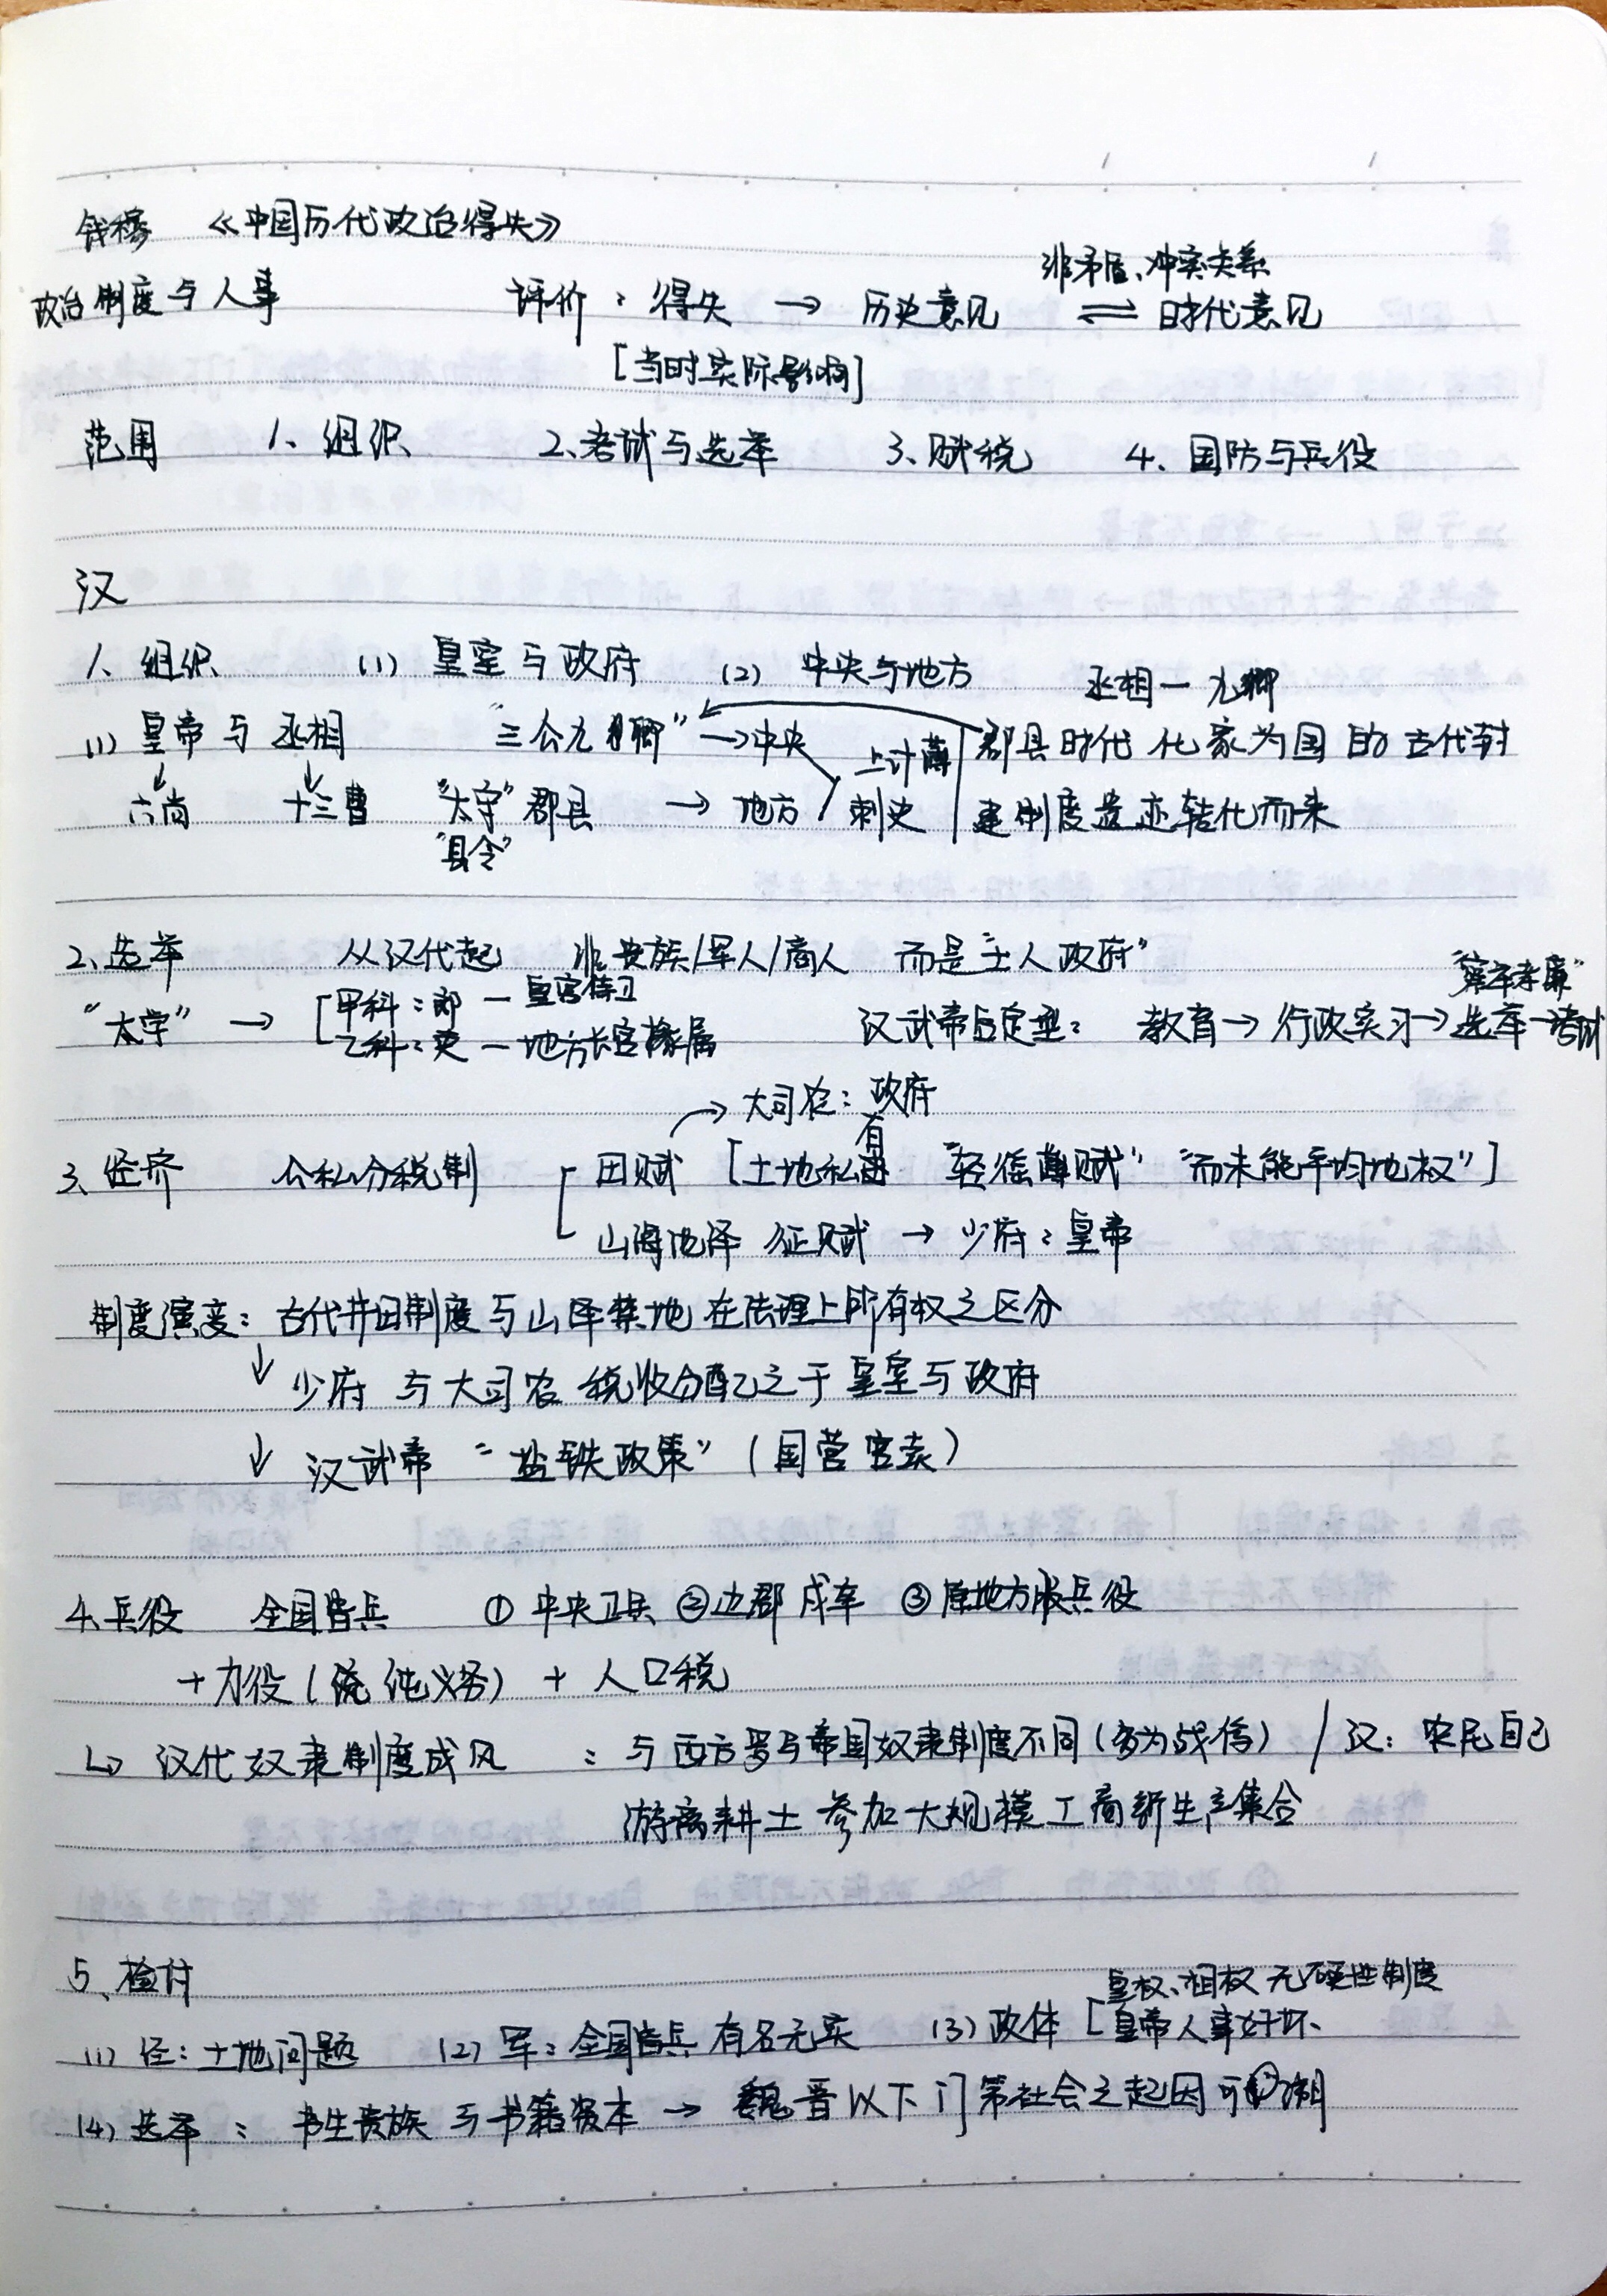 钱穆 《中国历代政治得失》
非矛盾、冲突关系
政治制度与人事 评价：得失 → 历史意见 ⇌ 时代意见
[当时实际影响]
范围 1、组织 2、考试与选举 3、赋税 4、国防与兵役
汉
1、组织 (1) 皇室与政府 (2) 中央与地方 丞相—九卿
(1) 皇帝与丞相 "三公九卿" → 中央 上计簿 郡县时代 化家为国 由古代封
六尚 十三曹 "太守" 郡县 → 地方 刺史 建制度遗迹转化而来
"县令"
2、选举 从汉代起 非贵族/军人/商人 而是"士人政府" "察举孝廉"
"太学" → [甲科：郎 — 皇宫侍卫 汉武帝后定型： 教育→行政实习→选举→考试
乙科：吏 — 地方长官掾属
→ 大司农：政府
3、经济 公私分税制 田赋 [土地私有 "轻徭薄赋" "而未能平均地权"]
山海池泽 征赋 → 少府：皇帝
制度演变：古代井田制度与山泽禁地在法理上所有权之区分
↓ 少府与大司农 税收分配之于皇室与政府
↓ 汉武帝 "盐铁政策"（国营官卖）
4、兵役 全国皆兵 ① 中央卫兵 ②边郡戍卒 ③原地方服兵役
+力役（纯义务） + 人口税
↳ 汉代奴隶制度成风 ：与西方罗马帝国奴隶制度不同（多为战俘） / 汉：农民自己
游离耕土 参加大规模工商新生产集合
5、检讨 皇权、相权 无硬性制度
(1) 经：土地问题 (2) 军：全国皆兵 有名无实 (3) 政体 [皇帝人事好坏、
(4) 选举：书生贵族与书籍资本 → 魏晋以下门第社会之起因可溯